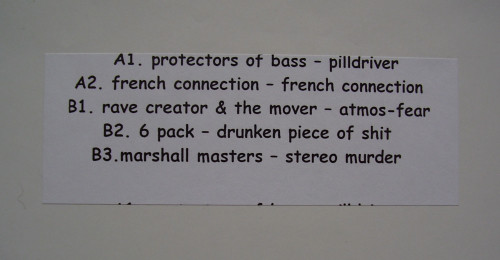 A1. protectors of bass – pilldriver
A2. french connection – french connection
B1. rave creator & the mover – atmos-fear
B2. 6 pack – drunken piece of shit
B3.marshall masters – stereo murder